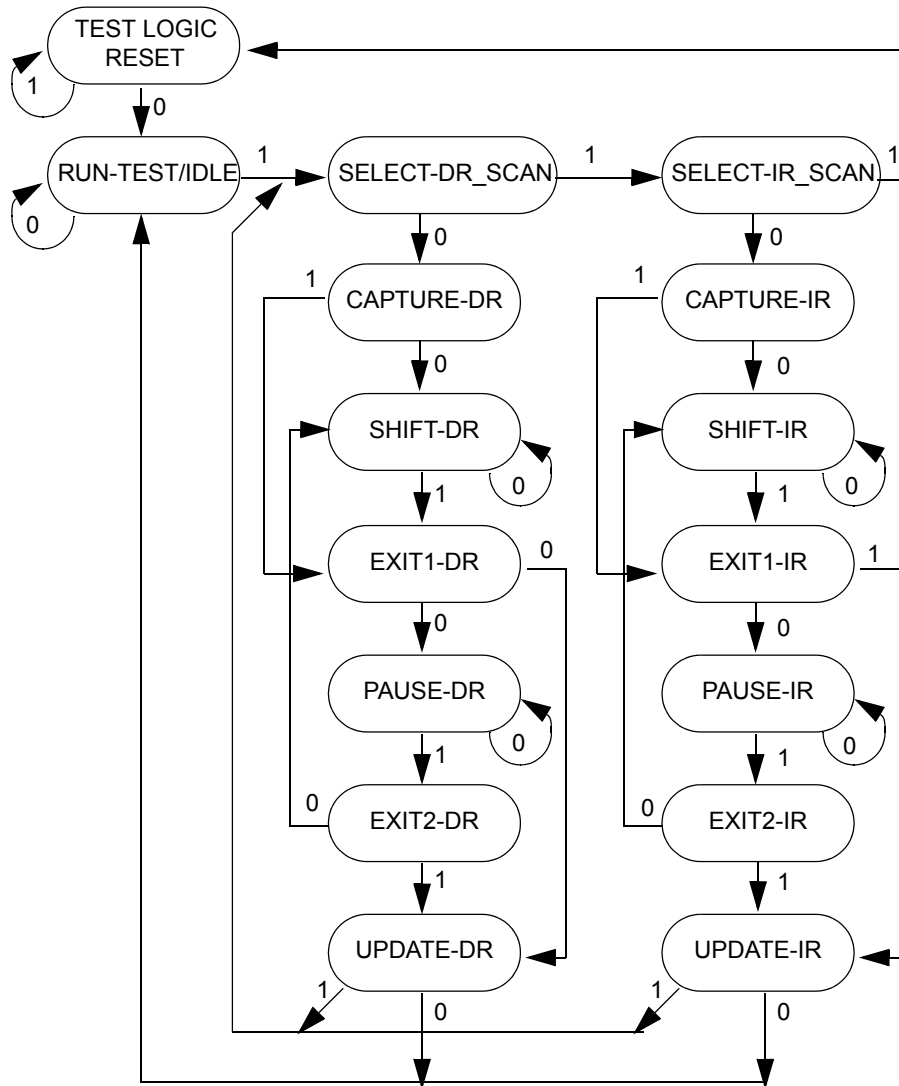 TEST LOGIC
RESET
1
0
RUN-TEST/IDLE
1
SELECT-DR_SCAN
1
SELECT-IR_SCAN
1
0
0
0
1
CAPTURE-DR
1
CAPTURE-IR
0
0
SHIFT-DR
SHIFT-IR
0
0
1
1
EXIT1-DR
0
EXIT1-IR
1
0
0
PAUSE-DR
PAUSE-IR
0
0
1
1
0
EXIT2-DR
0
EXIT2-IR
1
1
UPDATE-DR
UPDATE-IR
1
0
1
0